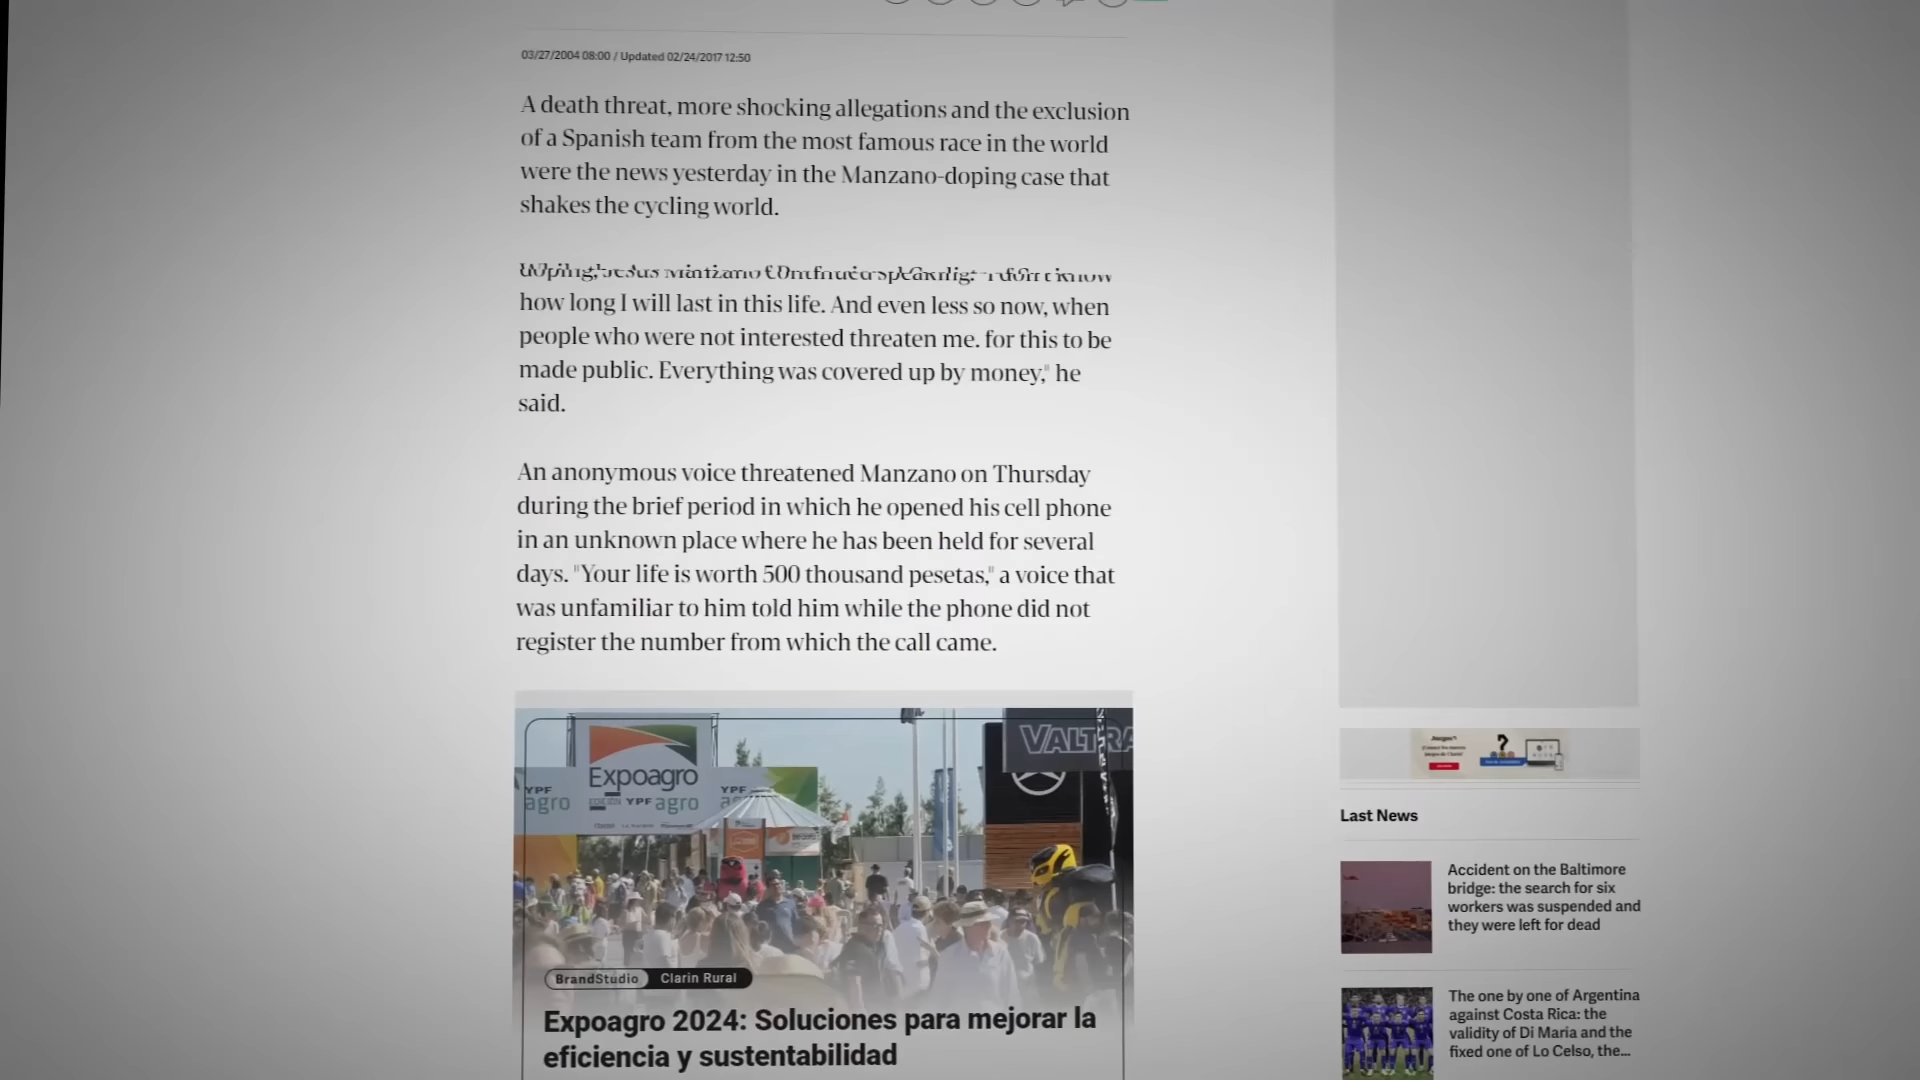 03/27/2004 08:00 / Updated 02/24/2017 12:50
A death threat, more shocking allegations and the exclusion
of a Spanish team from the most famous race in the world
were the news yesterday in the Manzano-doping case that
shakes the cycling world.
how long I will last in this life. And even less so now, when
people who were not interested threaten me. for this to be
made public. Everything was covered up by money," he
said.
An anonymous voice threatened Manzano on Thursday
during the brief period in which he opened his cell phone
in an unknown place where he has been held for several
days. "Your life is worth 500 thousand pesetas," a voice that
was unfamiliar to him told him while the phone did not
register the number from which the call came.
VALTRA
Expoagro
YPF agro
YPF agro
YPF
BrandStudio Clarin Rural
Expoagro 2024: Soluciones para mejorar la
eficiencia y sustentabilidad
Last News
Accident on the Baltimore
bridge: the search for six
workers was suspended and
they were left for dead
The one by one of Argentina
against Costa Rica: the
validity of Di Maria and the
fixed one of Lo Celso, the...